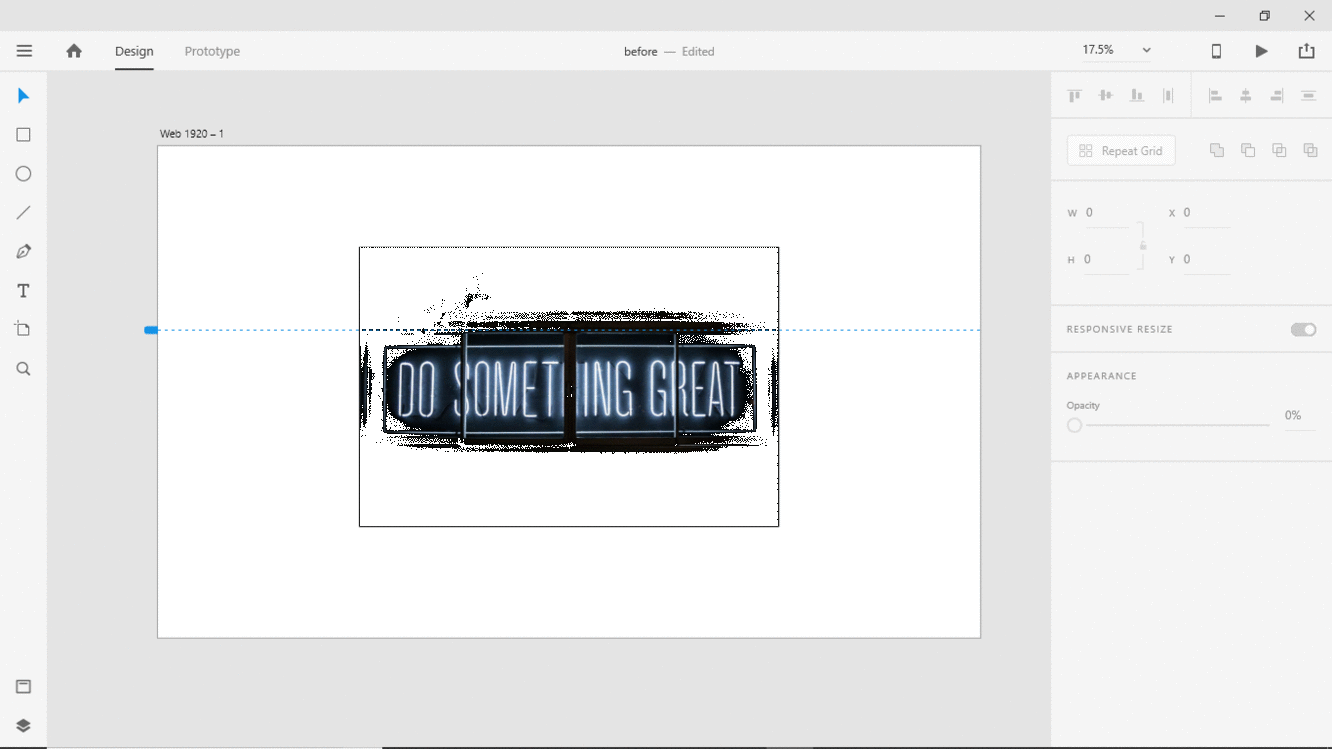 Design Prototype before — Edited 17.5%
Web 1920 – 1
Repeat Grid
W 0 X 0
H 0 Y 0
RESPONSIVE RESIZE
APPEARANCE
Opacity
0%
DO SOMETHING GREAT
T